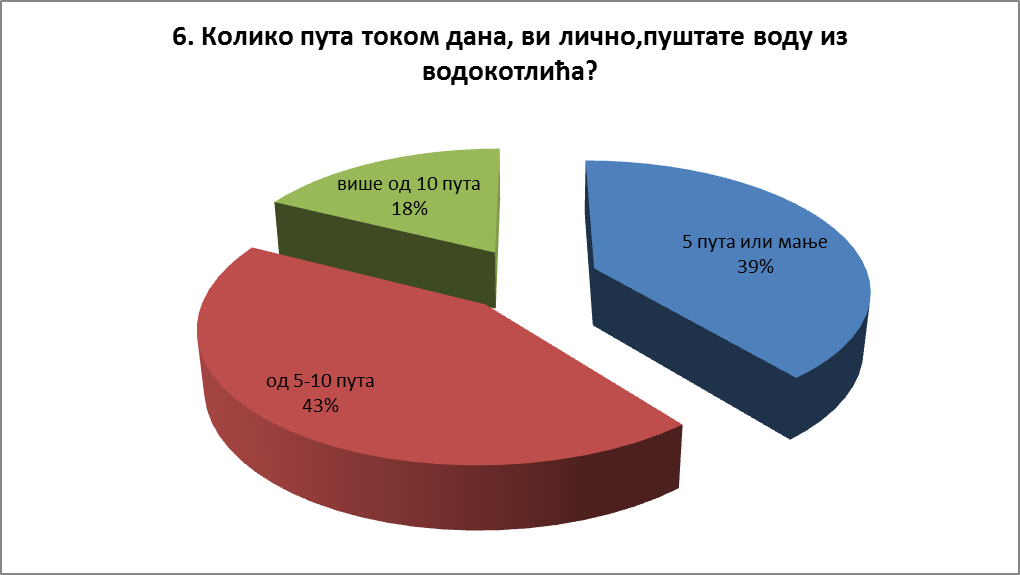 6. Колико пута током дана, ви лично,пуштате воду из
водокотлића?
више од 10 пута
18%
5 пута или мање
39%
од 5-10 пута
43%